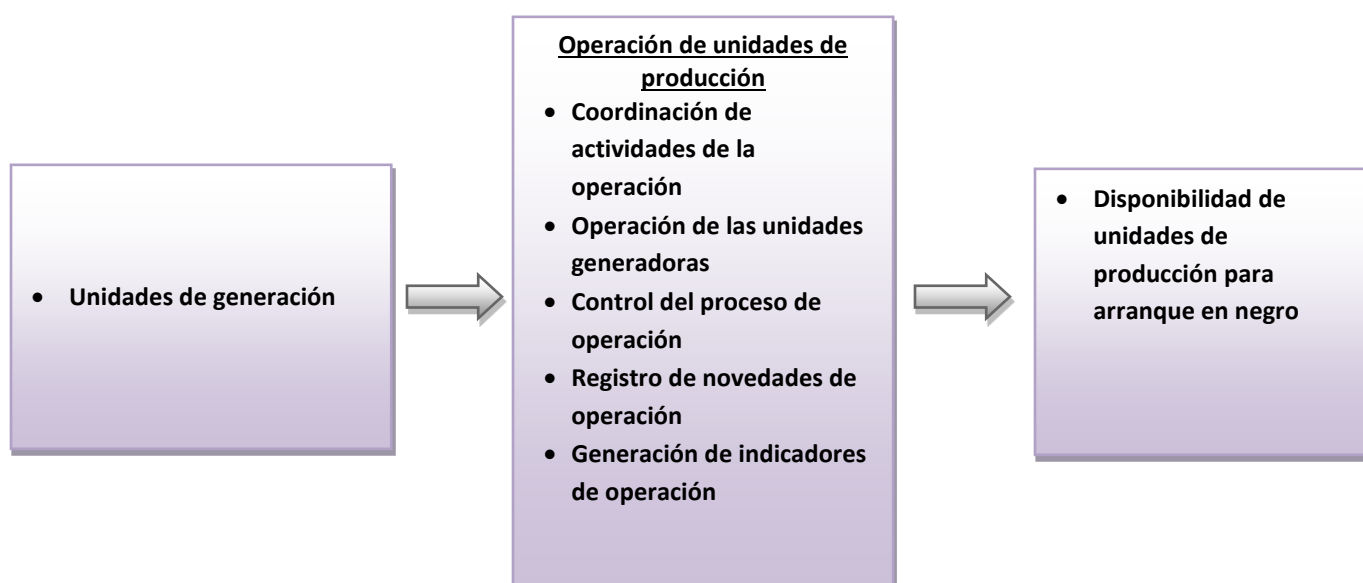 • Unidades de generación
Operación de unidades de
producción
• Coordinación de
actividades de la
operación
• Operación de las unidades
generadoras
• Control del proceso de
operación
• Registro de novedades de
operación
• Generación de indicadores
de operación
• Disponibilidad de
unidades de
producción para
arranque en negro